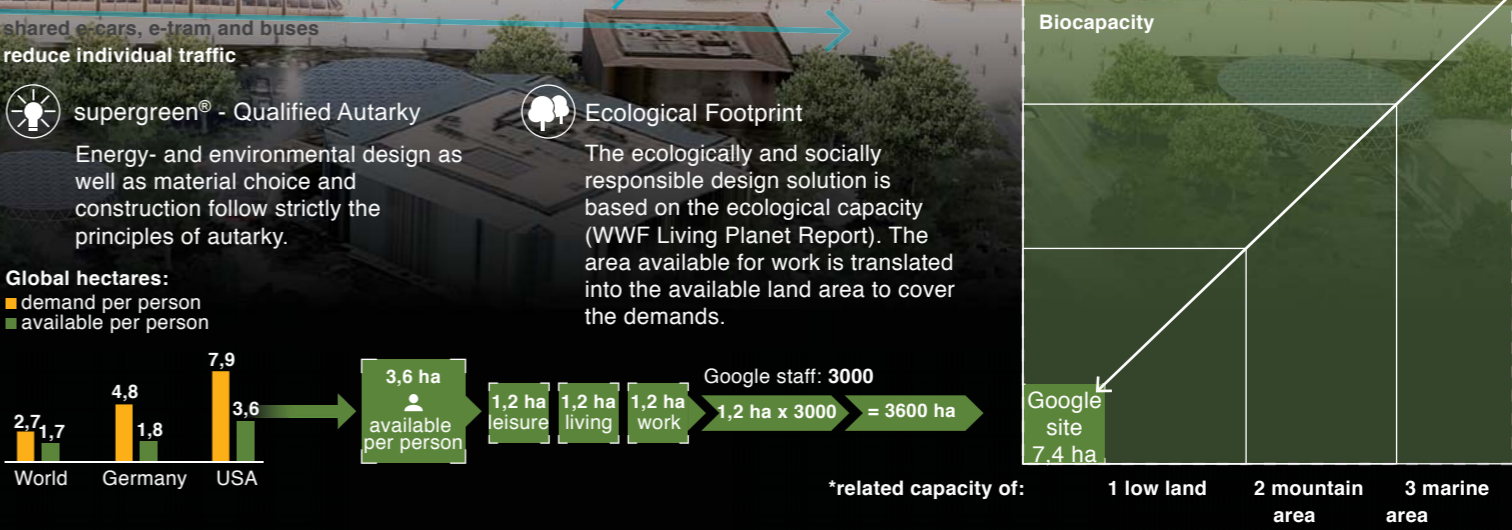 shared e-cars, e-tram and buses
reduce individual traffic
supergreen® - Qualified Autarky
Energy- and environmental design as
well as material choice and
construction follow strictly the
principles of autarky.
Ecological Footprint
The ecologically and socially
responsible design solution is
based on the ecological capacity
(WWF Living Planet Report). The
area available for work is translated
into the available land area to cover
the demands.
Global hectares:
demand per person
available per person
2,7
1,7
World
4,8
1,8
Germany
7,9
3,6
USA
3,6 ha
available
per person
1,2 ha
leisure
1,2 ha
living
1,2 ha
work
Google staff: 3000
1,2 ha x 3000
= 3600 ha
Biocapacity
Google
site
7,4 ha
*related capacity of:
1 low land
2 mountain
area
3 marine
area